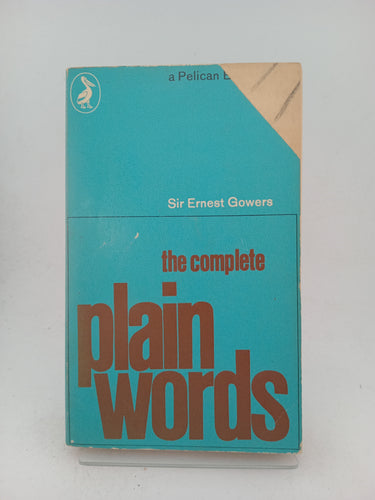 a Pelican
Sir Ernest Gowers
the complete
plain
words